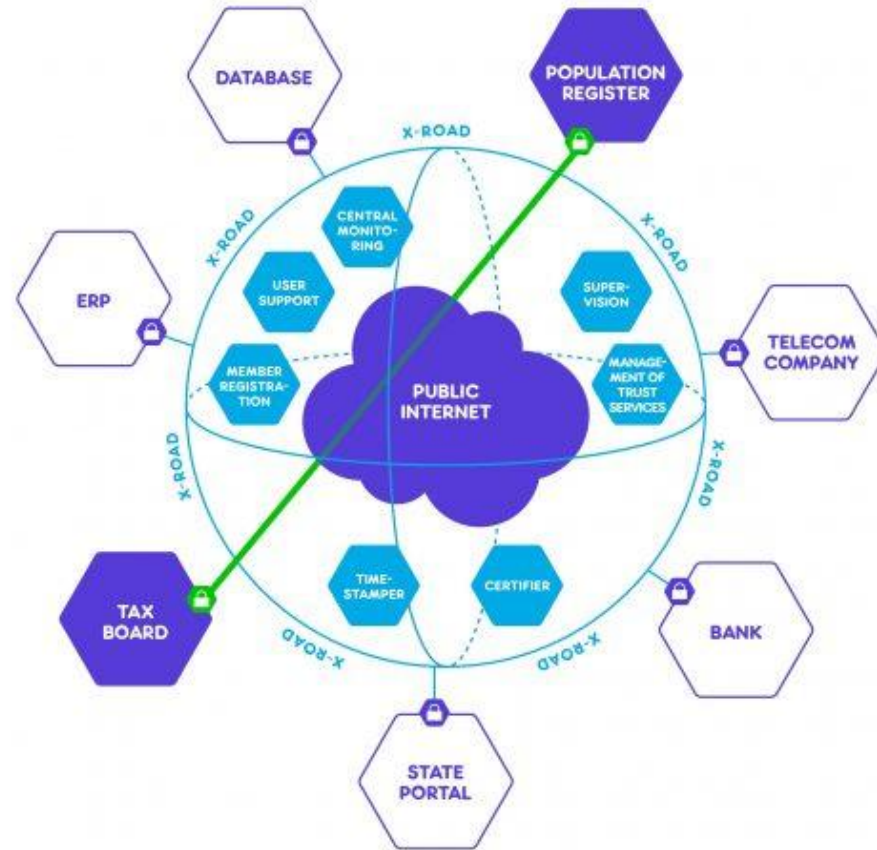 DATABASE
POPULATION
REGISTER
X-ROAD
X-ROAD
X-ROAD
CENTRAL
MONITO-
RING
USER
SUPPORT
SUPER-
VISION
ERP
TELECOM
COMPANY
MEMBER
REGISTRA-
TION
MANAGE-
MENT OF
TRUST
SERVICES
PUBLIC
INTERNET
X-ROAD
X-ROAD
TIME-
STAMPER
CERTIFIER
TAX
BOARD
BANK
X-ROAD
X-ROAD
STATE
PORTAL